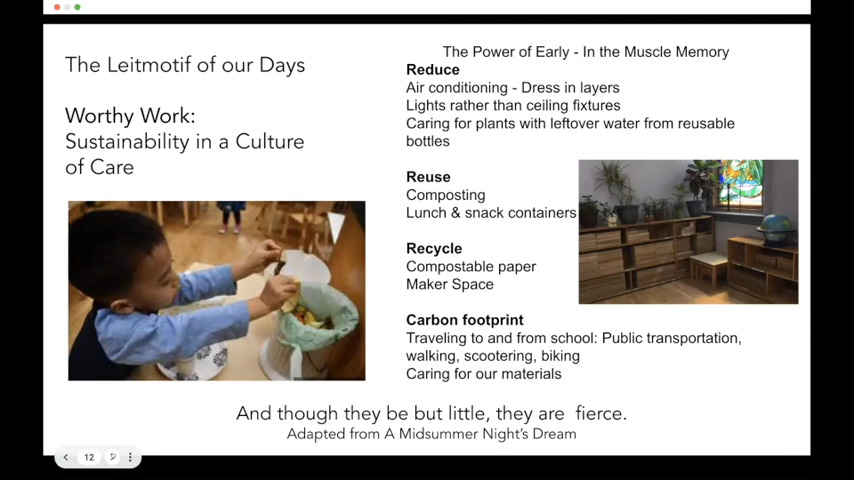 The Leitmotif of our Days
Worthy Work:
Sustainability in a Culture
of Care
The Power of Early - In the Muscle Memory
Reduce
Air conditioning - Dress in layers
Lights rather than ceiling fixtures
Caring for plants with leftover water from reusable
bottles
Reuse
Composting
Lunch & snack containers
Recycle
Compostable paper
Maker Space
Carbon footprint
Traveling to and from school: Public transportation,
walking, scootering, biking
Caring for our materials
And though they be but little, they are fierce.
Adapted from A Midsummer Night's Dream
12